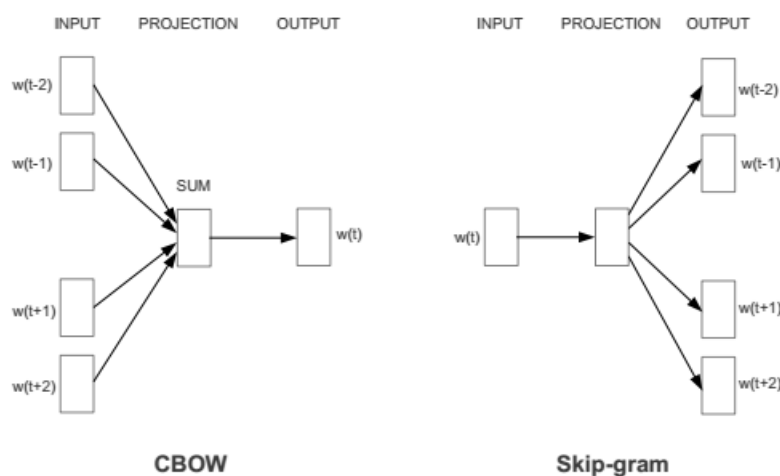 INPUT PROJECTION OUTPUT
w(t-2)
w(t-1)
SUM
w(t)
w(t+1)
w(t+2)
CBOW
INPUT PROJECTION OUTPUT
w(t-2)
w(t-1)
w(t)
w(t+1)
w(t+2)
Skip-gram